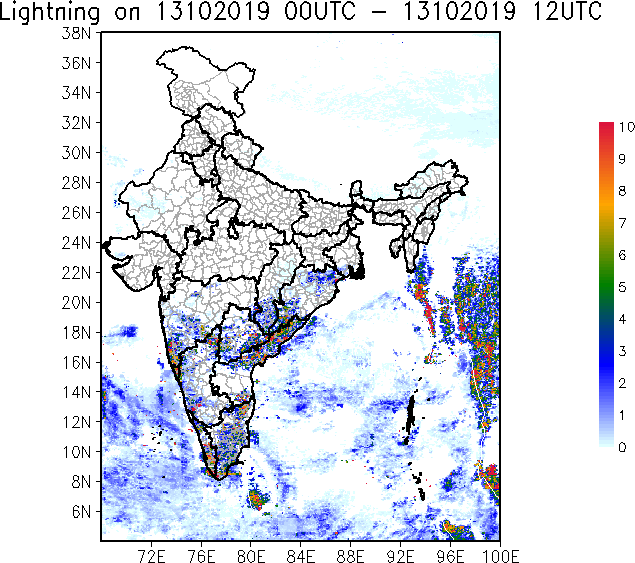 Lightning on 13102019 00UTC – 13102019 12UTC
38N
36N
34N
32N
30N
28N
26N
24N
22N
20N
18N
16N
14N
12N
10N
8N
6N
72E 76E 80E 84E 88E 92E 96E 100E
10
9
8
7
6
5
4
3
2
1
0